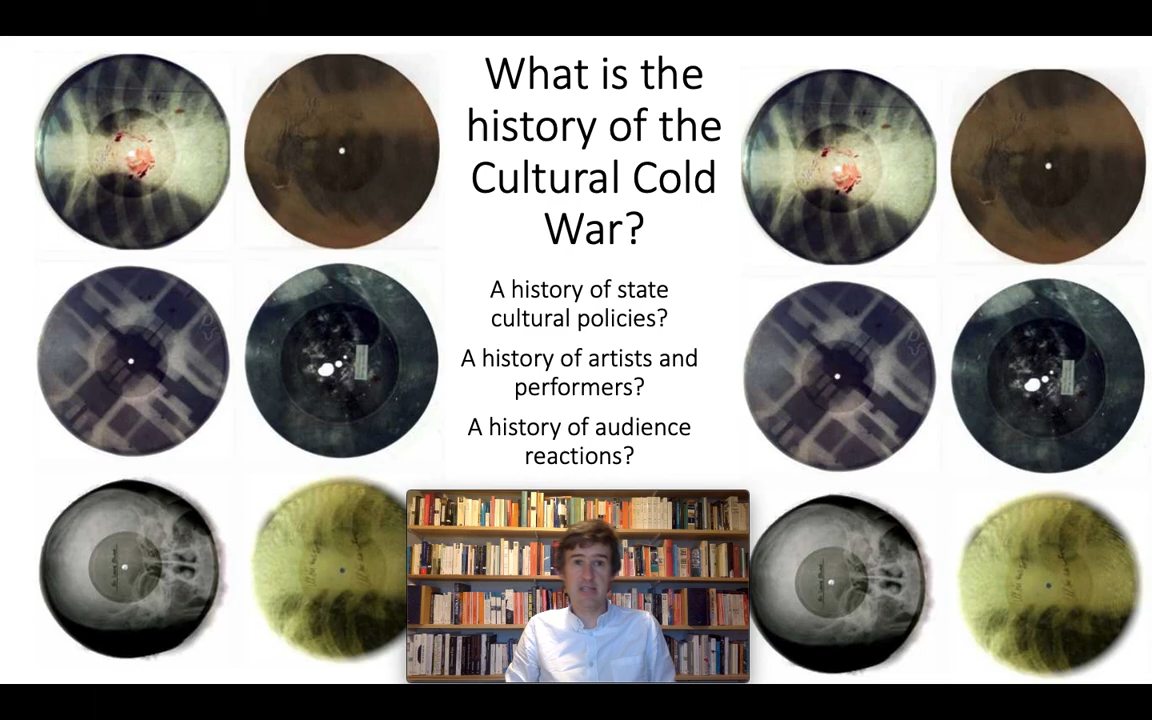 What is the
history of the
Cultural Cold
War?
A history of state
cultural policies?
A history of artists and
performers?
A history of audience
reactions?